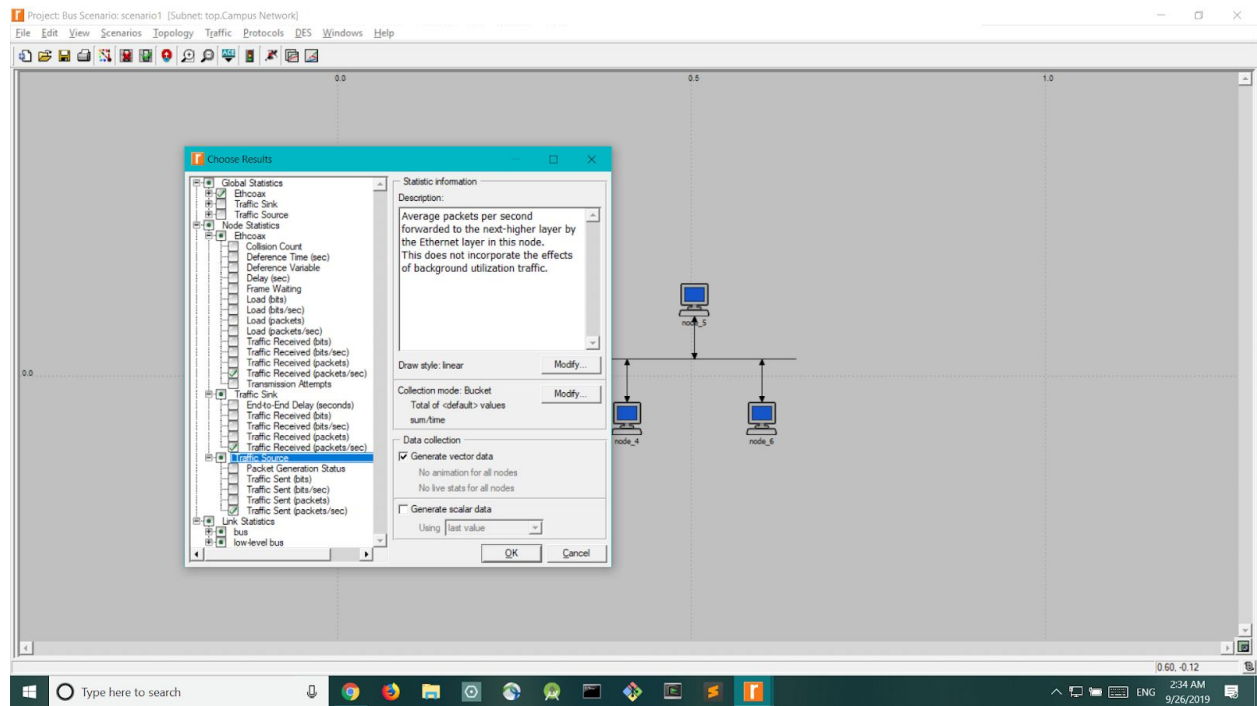 Project: Bus Scenario: scenario1 [Subnet: top.Campus Network]
File Edit View Scenarios Topology Traffic Protocols DES Windows Help
0.0 0.5 1.0
0.0
Choose Results
Global Statistics
Ethcoax
Traffic Sink
Traffic Source
Node Statistics
Ethcoax
Collision Count
Deference Time (sec)
Deference Variable
Delay (sec)
Frame Waiting
Load (bits)
Load (bits/sec)
Load (packets)
Load (packets/sec)
Traffic Received (bits)
Traffic Received (bits/sec)
Traffic Received (packets)
Traffic Received (packets/sec)
Transmission Attempts
Traffic Sink
End-to-End Delay (seconds)
Traffic Received (bits)
Traffic Received (bits/sec)
Traffic Received (packets)
Traffic Received (packets/sec)
Traffic Source
Packet Generation Status
Traffic Sent (bits)
Traffic Sent (bits/sec)
Traffic Sent (packets)
Traffic Sent (packets/sec)
Link Statistics
bus
low-level bus
Statistic information
Description:
Average packets per second
forwarded to the next-higher layer by
the Ethernet layer in this node.
This does not incorporate the effects
of background utilization traffic.
Draw style: linear
Modify...
Collection mode: Bucket
Modify...
Total of <default> values
sum/time
Data collection
Generate vector data
No animation for all nodes
No live stats for all nodes
Generate scalar data
Using last value
OK Cancel
node_5
node_4
node_6
0.60, -0.12
Type here to search
ENG
2:34 AM
9/26/2019